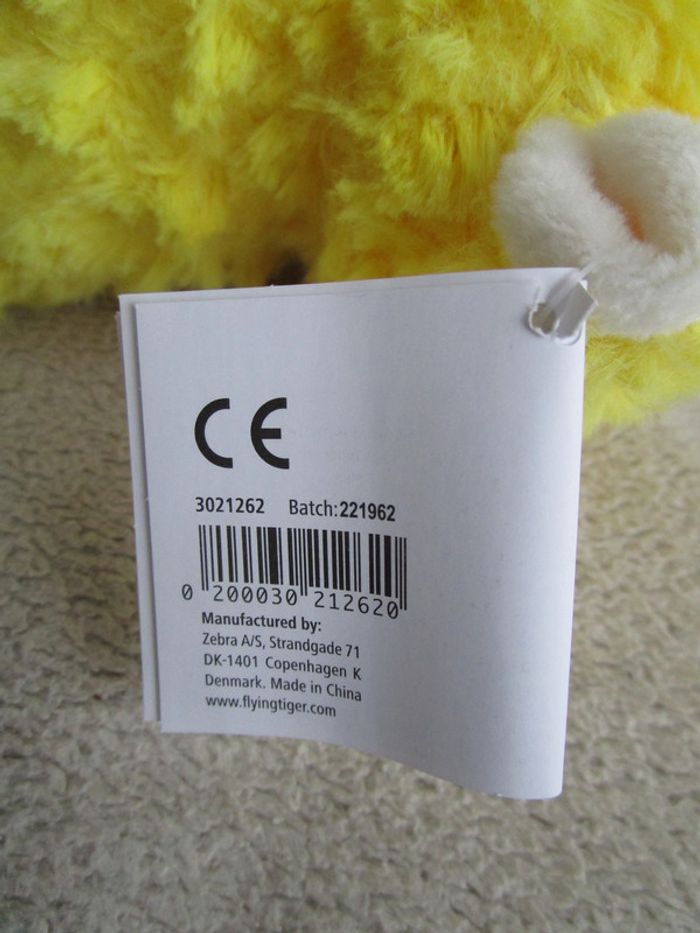 CE
3021262 Batch:221962
0 200030 212620
Manufactured by:
Zebra A/S, Strandgade 71
DK-1401 Copenhagen K
Denmark. Made in China
www.flyingtiger.com